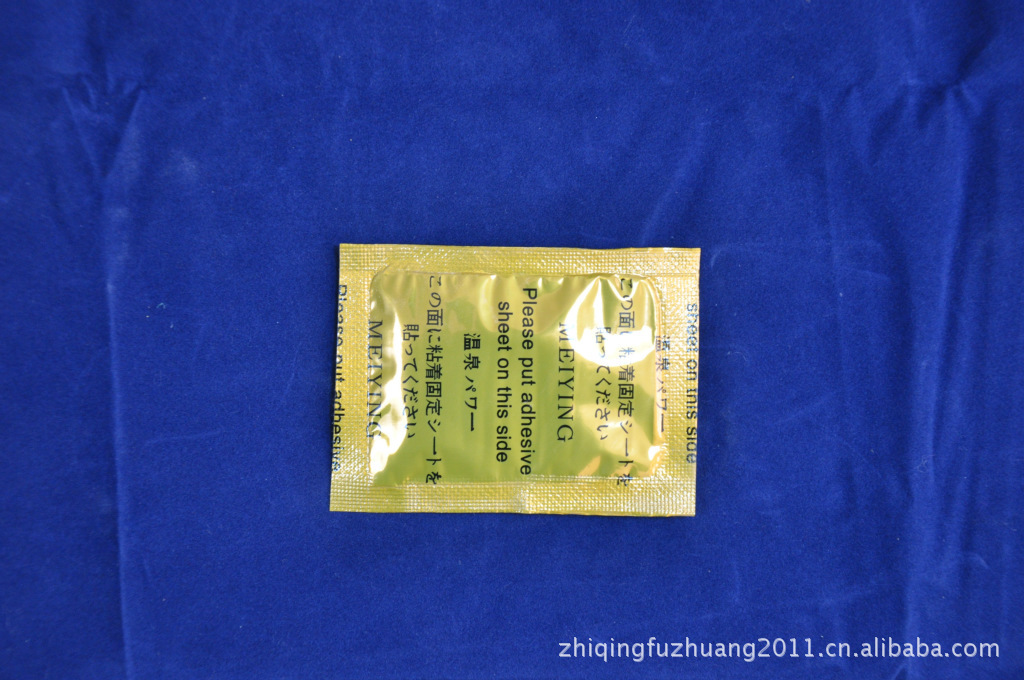 sheet on this side
温泉パワー
この面に粘着固定シートを
貼ってください
MEIYING
Please put adhesive
sheet on this side
温泉パワー
この面に粘着固定シートを
貼ってください
MEIYING
Please put adhesive
zhiqingfuzhuang2011.cn.alibaba.com